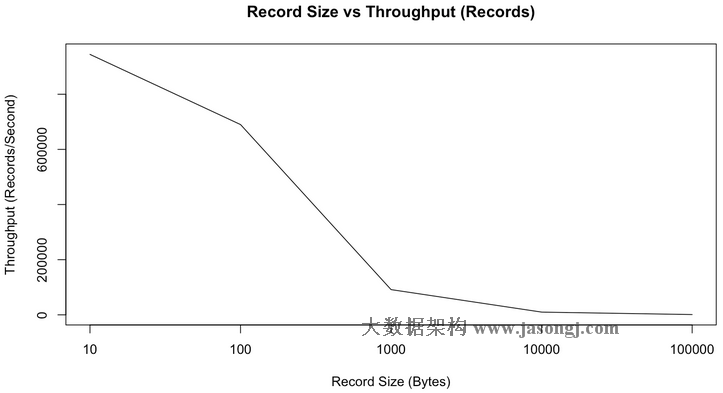 Record Size vs Throughput (Records)
Throughput (Records/Second)
600000
200000
0
大数据架构 www.jasongj.com
10 100 1000 10000 100000
Record Size (Bytes)